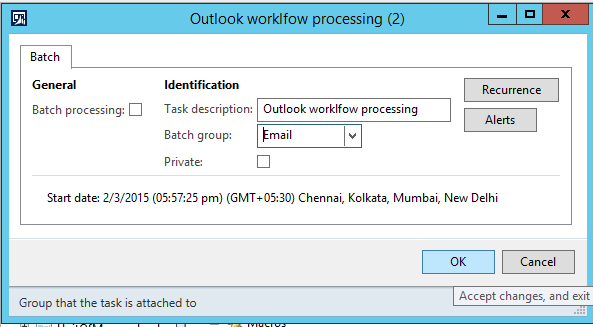 Outlook worklfow processing (2)
Batch
General
Identification
Batch processing:
Task description: Outlook worklfow processing
Batch group: Email
Private:
Recurrence
Alerts
Start date: 2/3/2015 (05:57:25 pm) (GMT+05:30) Chennai, Kolkata, Mumbai, New Delhi
OK
Cancel
Accept changes, and exit
Group that the task is attached to